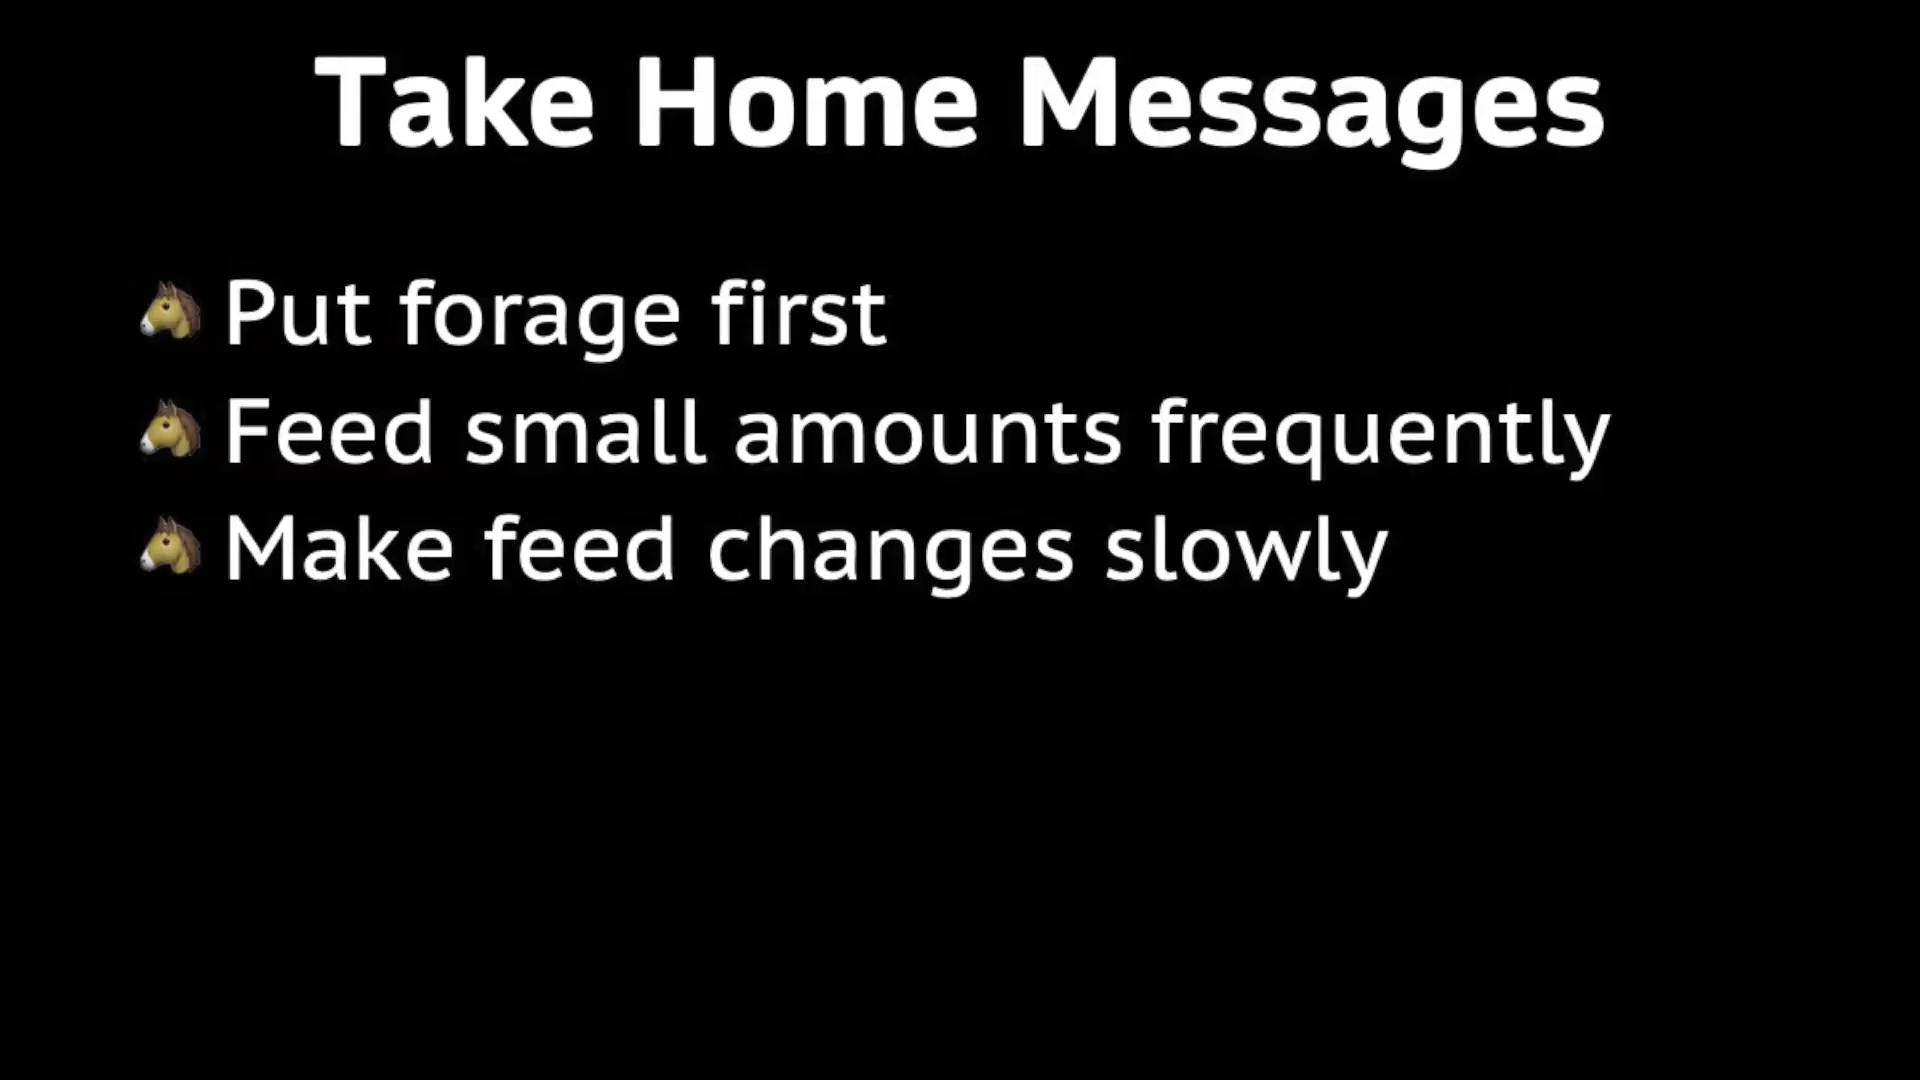 Take Home Messages
Put forage first
Feed small amounts frequently
Make feed changes slowly